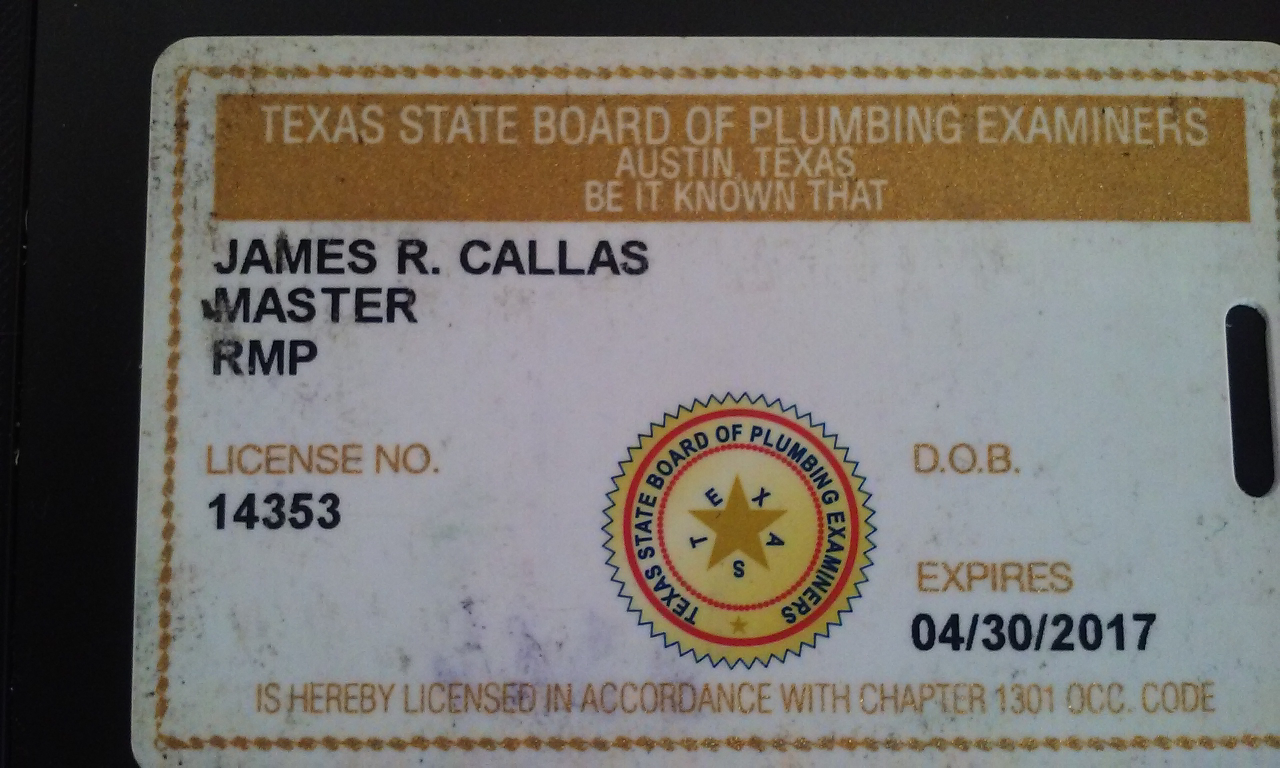 TEXAS STATE BOARD OF PLUMBING EXAMINERS
AUSTIN, TEXAS
BE IT KNOWN THAT
JAMES R. CALLAS
MASTER
RMP
LICENSE NO.
14353
TEXAS STATE BOARD OF PLUMBING EXAMINERS
TEXAS
D.O.B.
EXPIRES
04/30/2017
IS HEREBY LICENSED IN ACCORDANCE WITH CHAPTER 1301 OCC. CODE